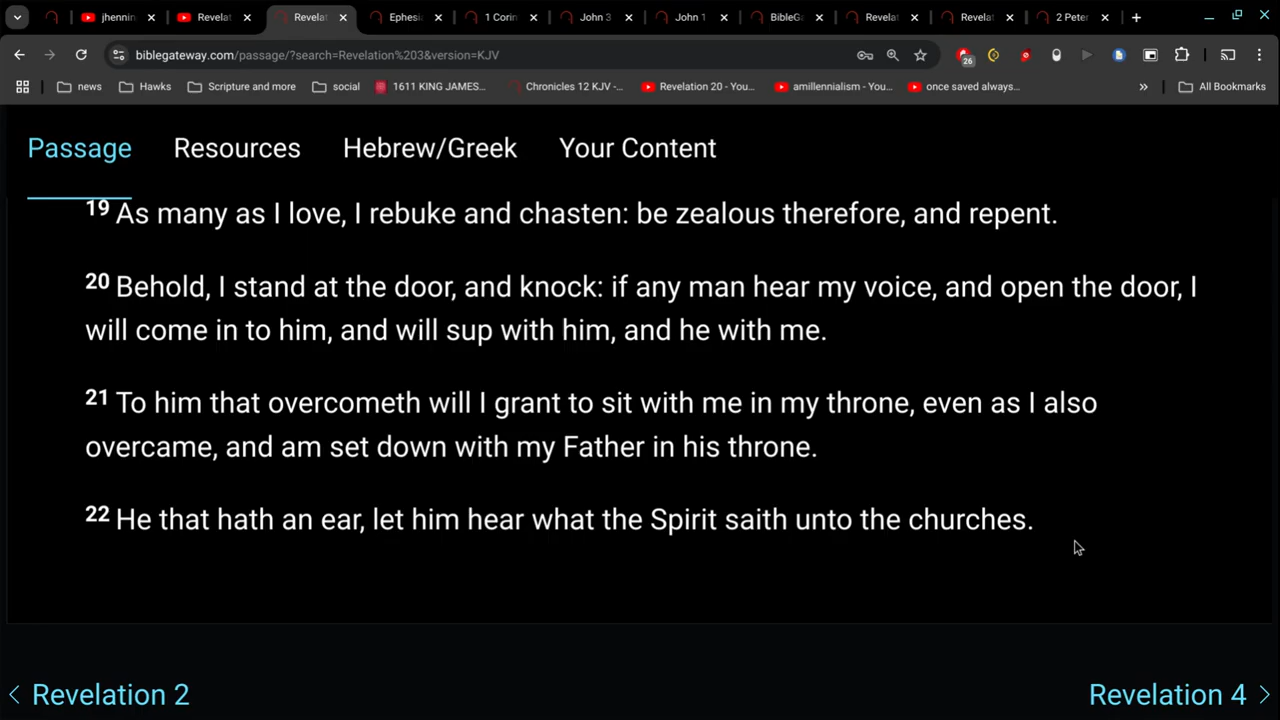 jhennin
Revelat
Revelat
Ephesi
1 Corin
John 3
John 1
BibleGa
Revelat
Revelat
2 Peter
biblegateway.com/passage/?search=Revelation%203&version=KJV
26
news
Hawks
Scripture and more
social
1611 KING JAMES...
Chronicles 12 KJV -...
Revelation 20 - You...
amillennialism - You...
once saved always...
All Bookmarks
Passage
Resources
Hebrew/Greek
Your Content
19 As many as I love, I rebuke and chasten: be zealous therefore, and repent.
20 Behold, I stand at the door, and knock: if any man hear my voice, and open the door, I
will come in to him, and will sup with him, and he with me.
21 To him that overcometh will I grant to sit with me in my throne, even as I also
overcame, and am set down with my Father in his throne.
22 He that hath an ear, let him hear what the Spirit saith unto the churches.
Revelation 2
Revelation 4